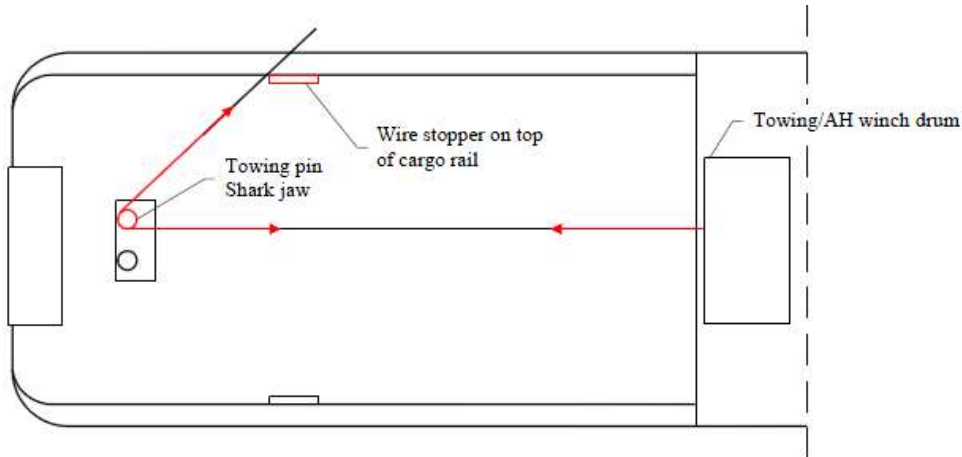 Towing/AH winch drum
Wire stopper on top
of cargo rail
Towing pin
Shark jaw